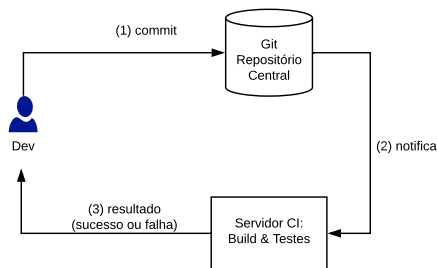 (1) commit
Git
Repositório
Central
Dev
(2) notifica
(3) resultado
(sucesso ou falha)
Servidor CI:
Build & Testes